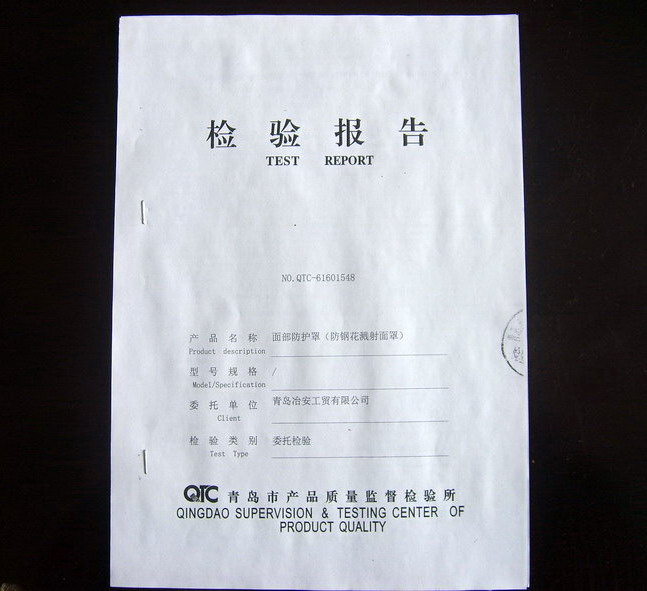 检 验 报 告
TEST REPORT
NO.QTC-61601548
产 品 名 称 面部防护罩(防钢花溅射面罩)
Product description
型 号 规 格 /
Model/Specification
委 托 单 位 青岛冶安工贸有限公司
Client
检 验 类 别 委托检验
Test Type
QTC 青岛市产品质量监督检验所
QINGDAO SUPERVISION & TESTING CENTER OF
PRODUCT QUALITY